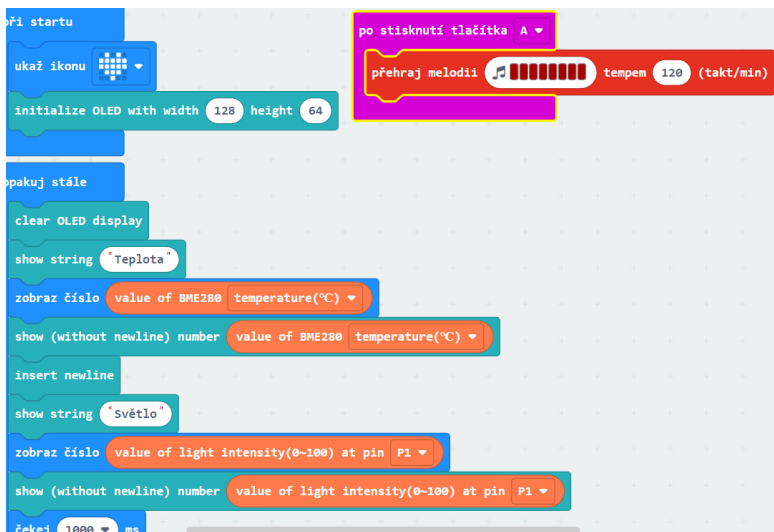 při startu
ukaž ikonu
initialize OLED with width 128 height 64
po stisknutí tlačítka A
přehraj melodii tempem 120 (takt/min)
opakuj stále
clear OLED display
show string "Teplota"
zobraz číslo value of BME280 temperature(℃)
show (without newline) number value of BME280 temperature(℃)
insert newline
show string "Světlo"
zobraz číslo value of light intensity(0~100) at pin P1
show (without newline) number value of light intensity(0~100) at pin P1
čekej 1000 ms